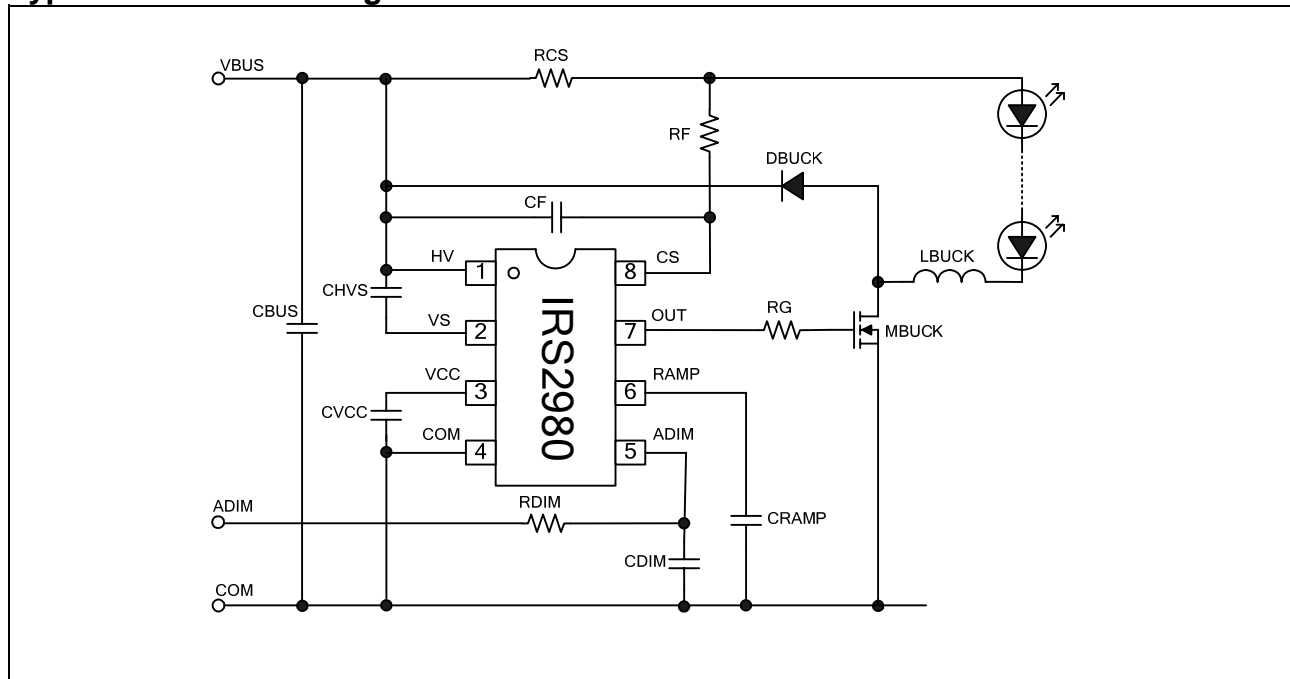 VBUS
RCS
RF
DBUCK
CF
HV
1
8
CS
LBUCK
CHVS
CBUS
VS
2
7
OUT
RG
MBUCK
IRS2980
VCC
3
6
RAMP
CVCC
COM
4
5
ADIM
ADIM
RDIM
CRAMP
CDIM
COM